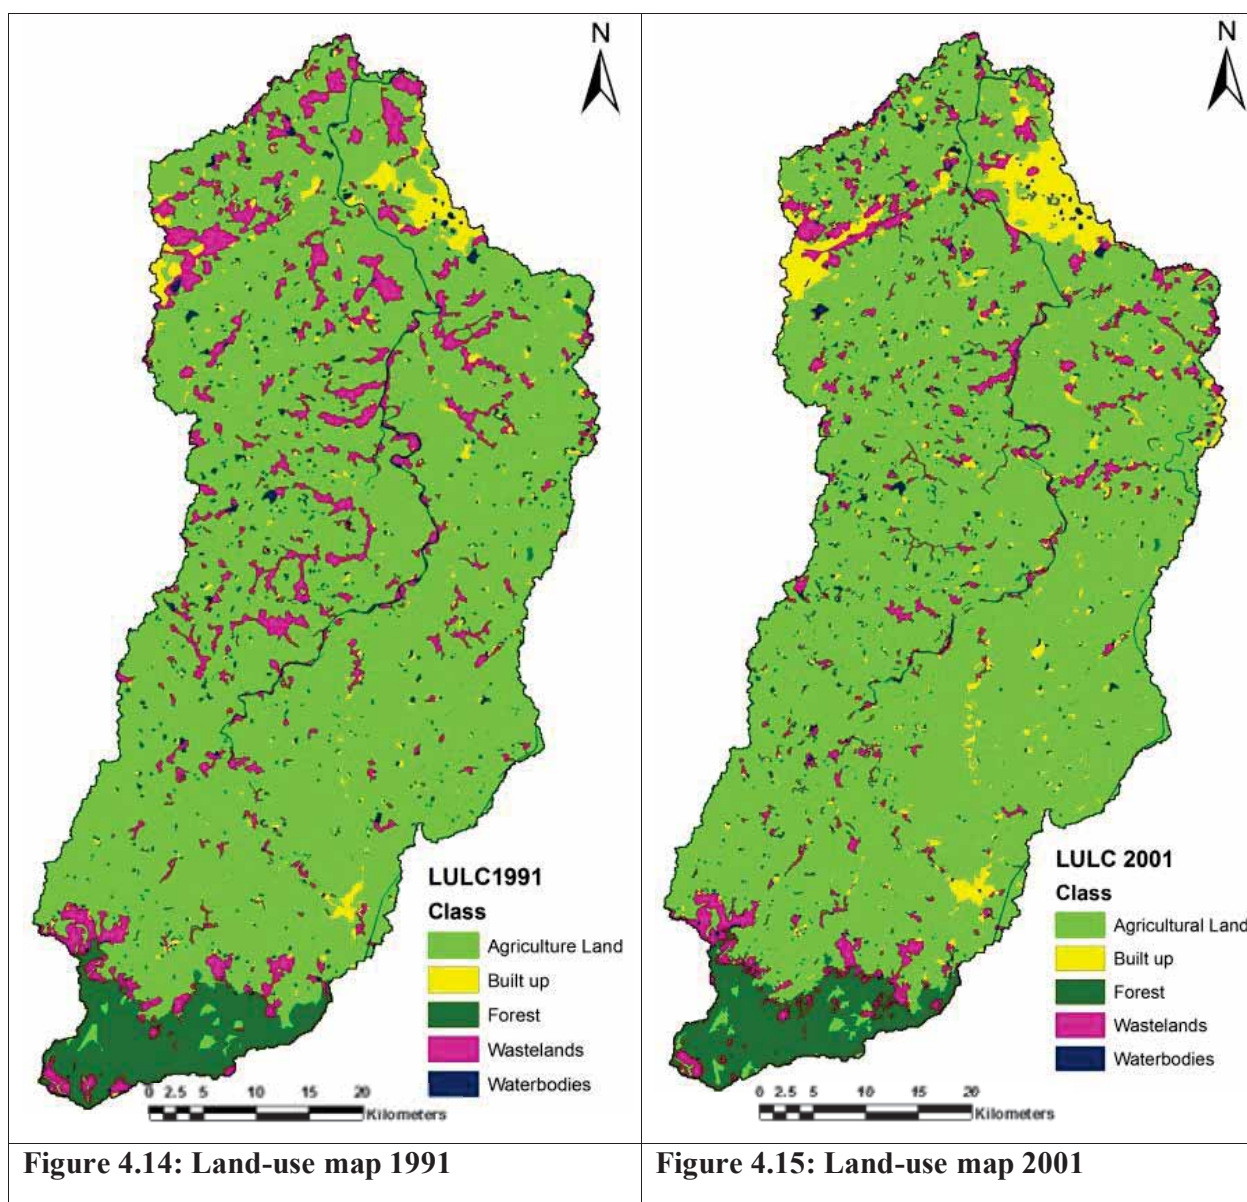 N
LULC1991
Class
Agriculture Land
Built up
Forest
Wastelands
Waterbodies
0 2.5 5 10 15 20
Kilometers
Figure 4.14: Land-use map 1991
N
LULC 2001
Class
Agricultural Land
Built up
Forest
Wastelands
Waterbodies
0 2.5 5 10 15 20
Kilometers
Figure 4.15: Land-use map 2001